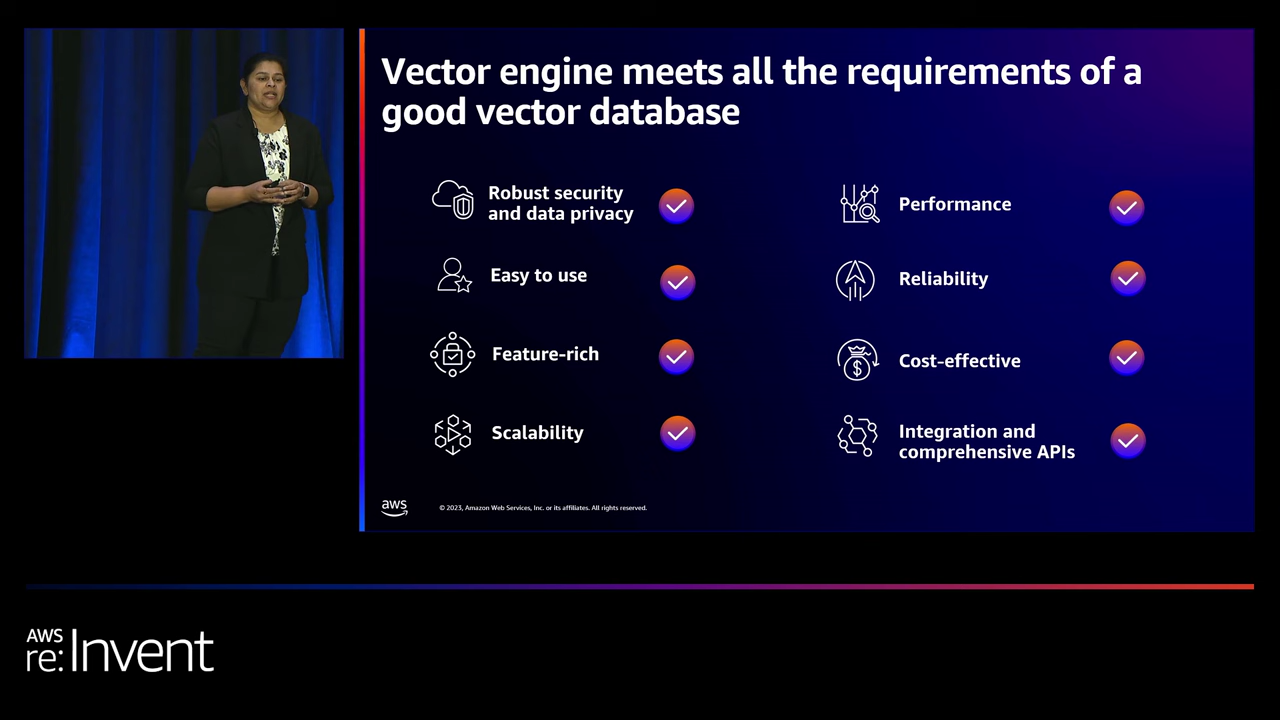 Vector engine meets all the requirements of a
good vector database
Robust security
and data privacy
Easy to use
Feature-rich
Scalability
Performance
Reliability
Cost-effective
Integration and
comprehensive APIs
aws
© 2023, Amazon Web Services, Inc. or its affiliates. All rights reserved.
AWS
re:Invent